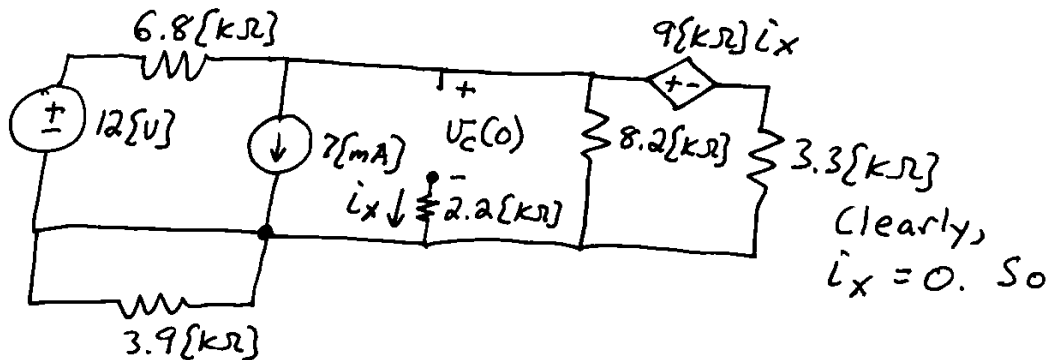 6.8{kΩ}
9{kΩ}ix
+
-
12{V}
7{mA}
+
vc(0)
-
ix ↓
2.2{kΩ}
8.2{kΩ}
+-
3.3{kΩ}
Clearly,
ix = 0. So
3.9{kΩ}